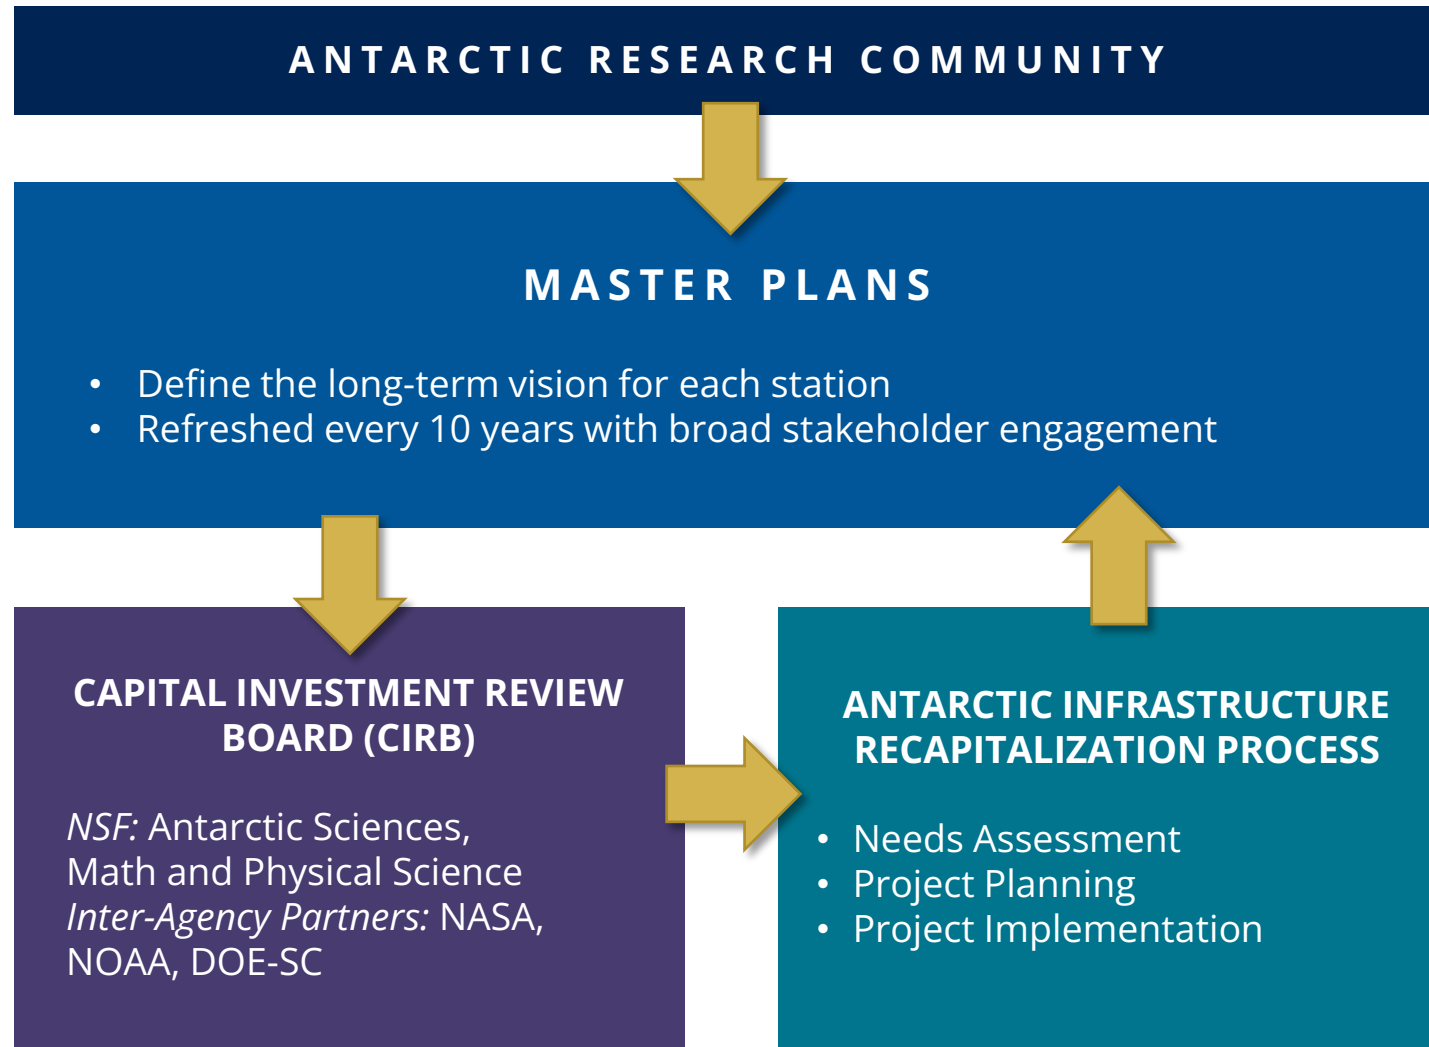 ANTARCTIC RESEARCH COMMUNITY
MASTER PLANS
• Define the long-term vision for each station
• Refreshed every 10 years with broad stakeholder engagement
CAPITAL INVESTMENT REVIEW
BOARD (CIRB)
NSF: Antarctic Sciences,
Math and Physical Science
Inter-Agency Partners: NASA,
NOAA, DOE-SC
ANTARCTIC INFRASTRUCTURE
RECAPITALIZATION PROCESS
• Needs Assessment
• Project Planning
• Project Implementation